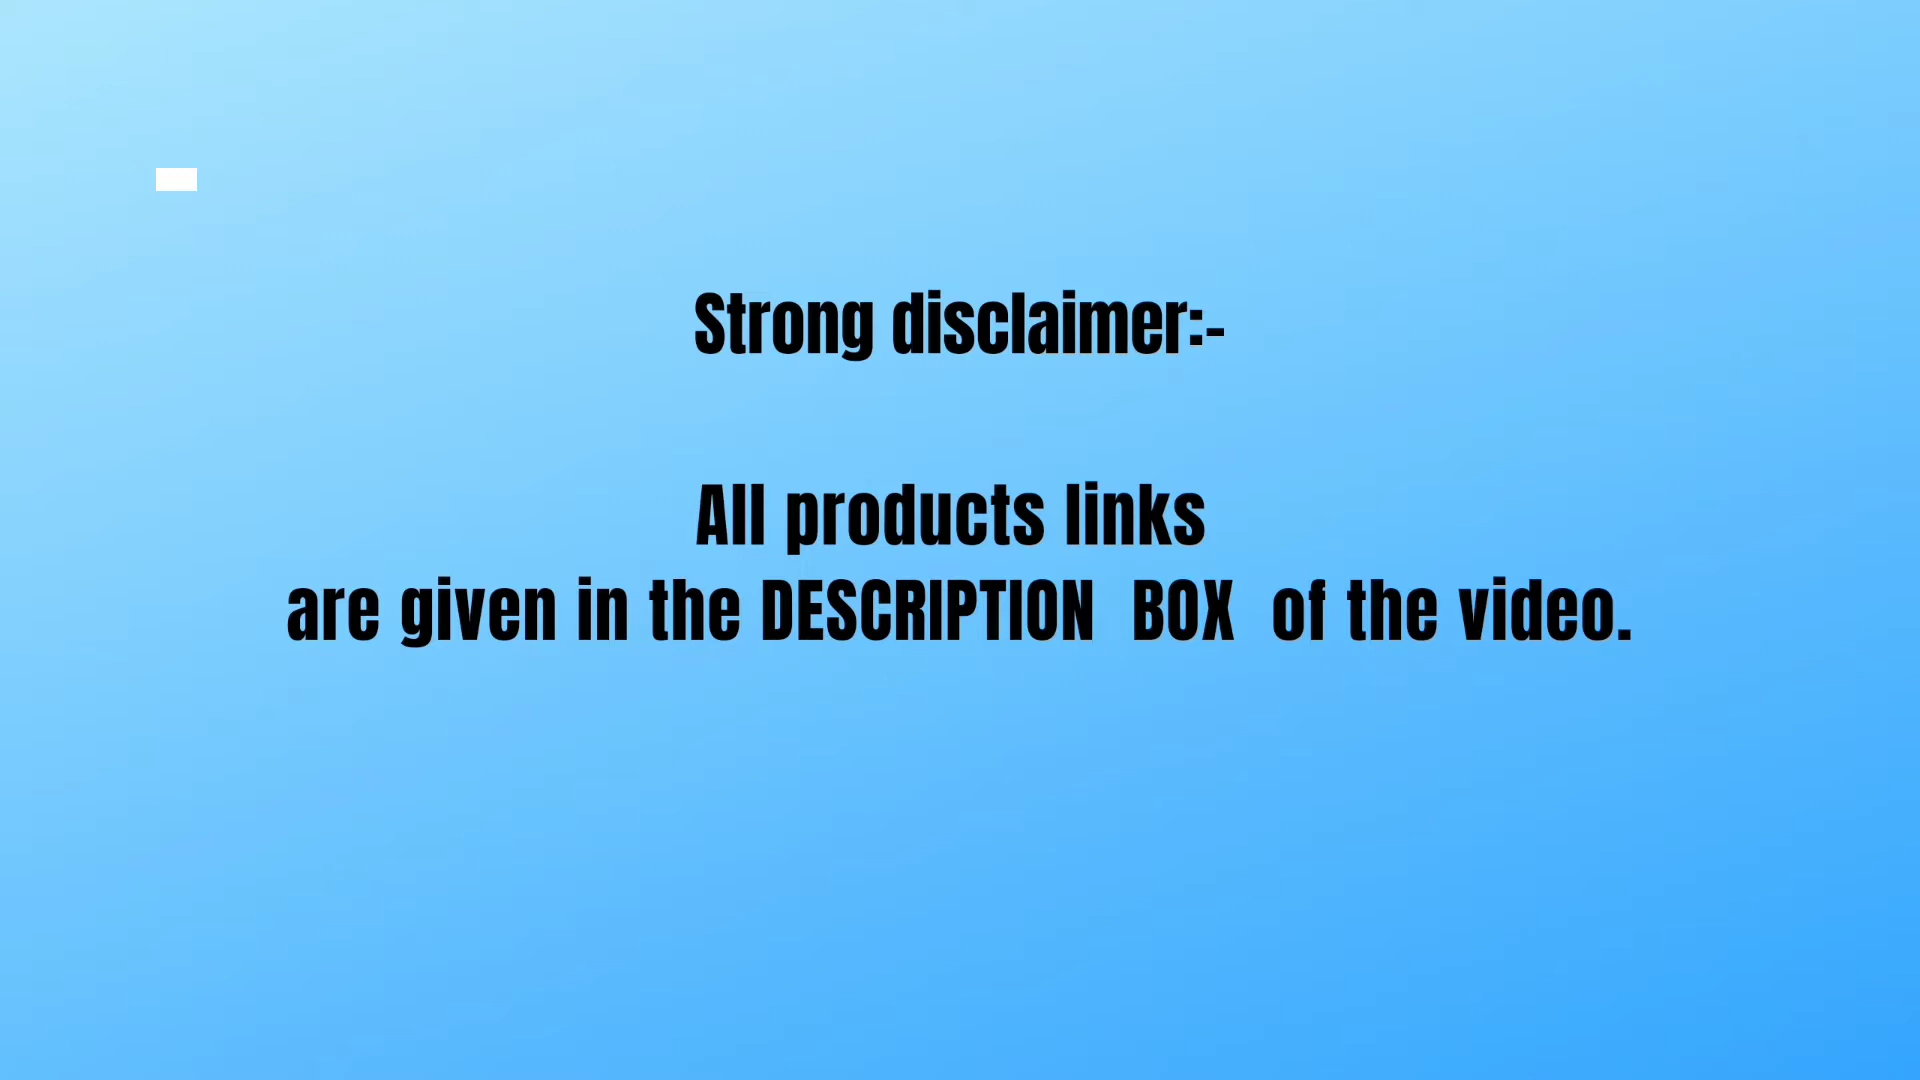 Strong disclaimer:-
All products links
are given in the DESCRIPTION BOX of the video.